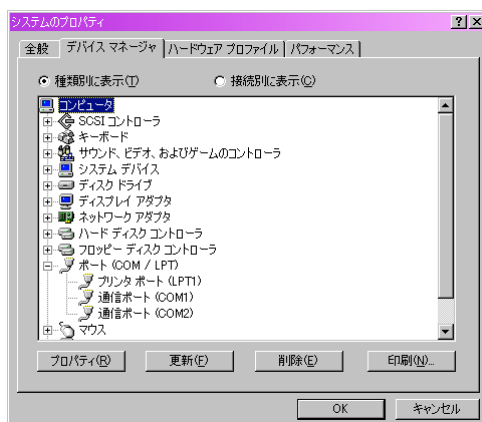 システムのプロパティ
全般 デバイス マネージャ ハードウェア プロファイル パフォーマンス
種類別に表示(T) 接続別に表示(C)
コンピュータ
SCSI コントローラ
キーボード
サウンド、ビデオ、およびゲームのコントローラ
システム デバイス
ディスク ドライブ
ディスプレイ アダプタ
ネットワーク アダプタ
ハード ディスク コントローラ
フロッピー ディスク コントローラ
ポート (COM / LPT)
プリンタ ポート (LPT1)
通信ポート (COM1)
通信ポート (COM2)
マウス
プロパティ(R) 更新(F) 削除(E) 印刷(N)...
OK キャンセル